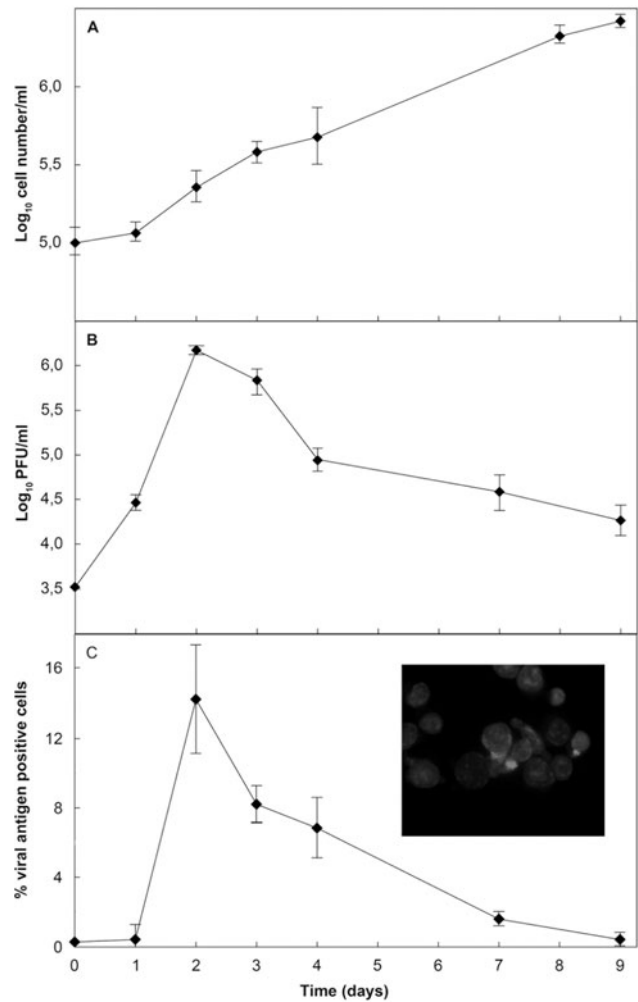 A
Log₁₀ cell number/ml
6,0
5,5
5,0
B
Log₁₀ PFU/ml
6,0
5,5
5,0
4,5
4,0
3,5
C
% viral antigen positive cells
16
12
8
4
0
0 1 2 3 4 5 6 7 8 9
Time (days)